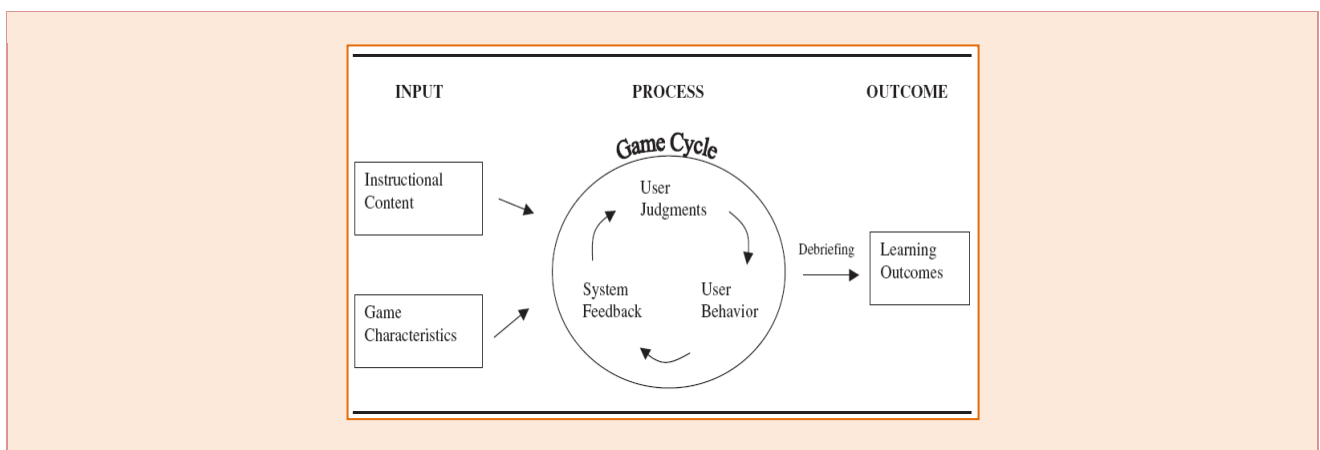 INPUT
PROCESS
OUTCOME
Game Cycle
Instructional
Content
User
Judgments
Debriefing
Learning
Outcomes
System
Feedback
User
Behavior
Game
Characteristics